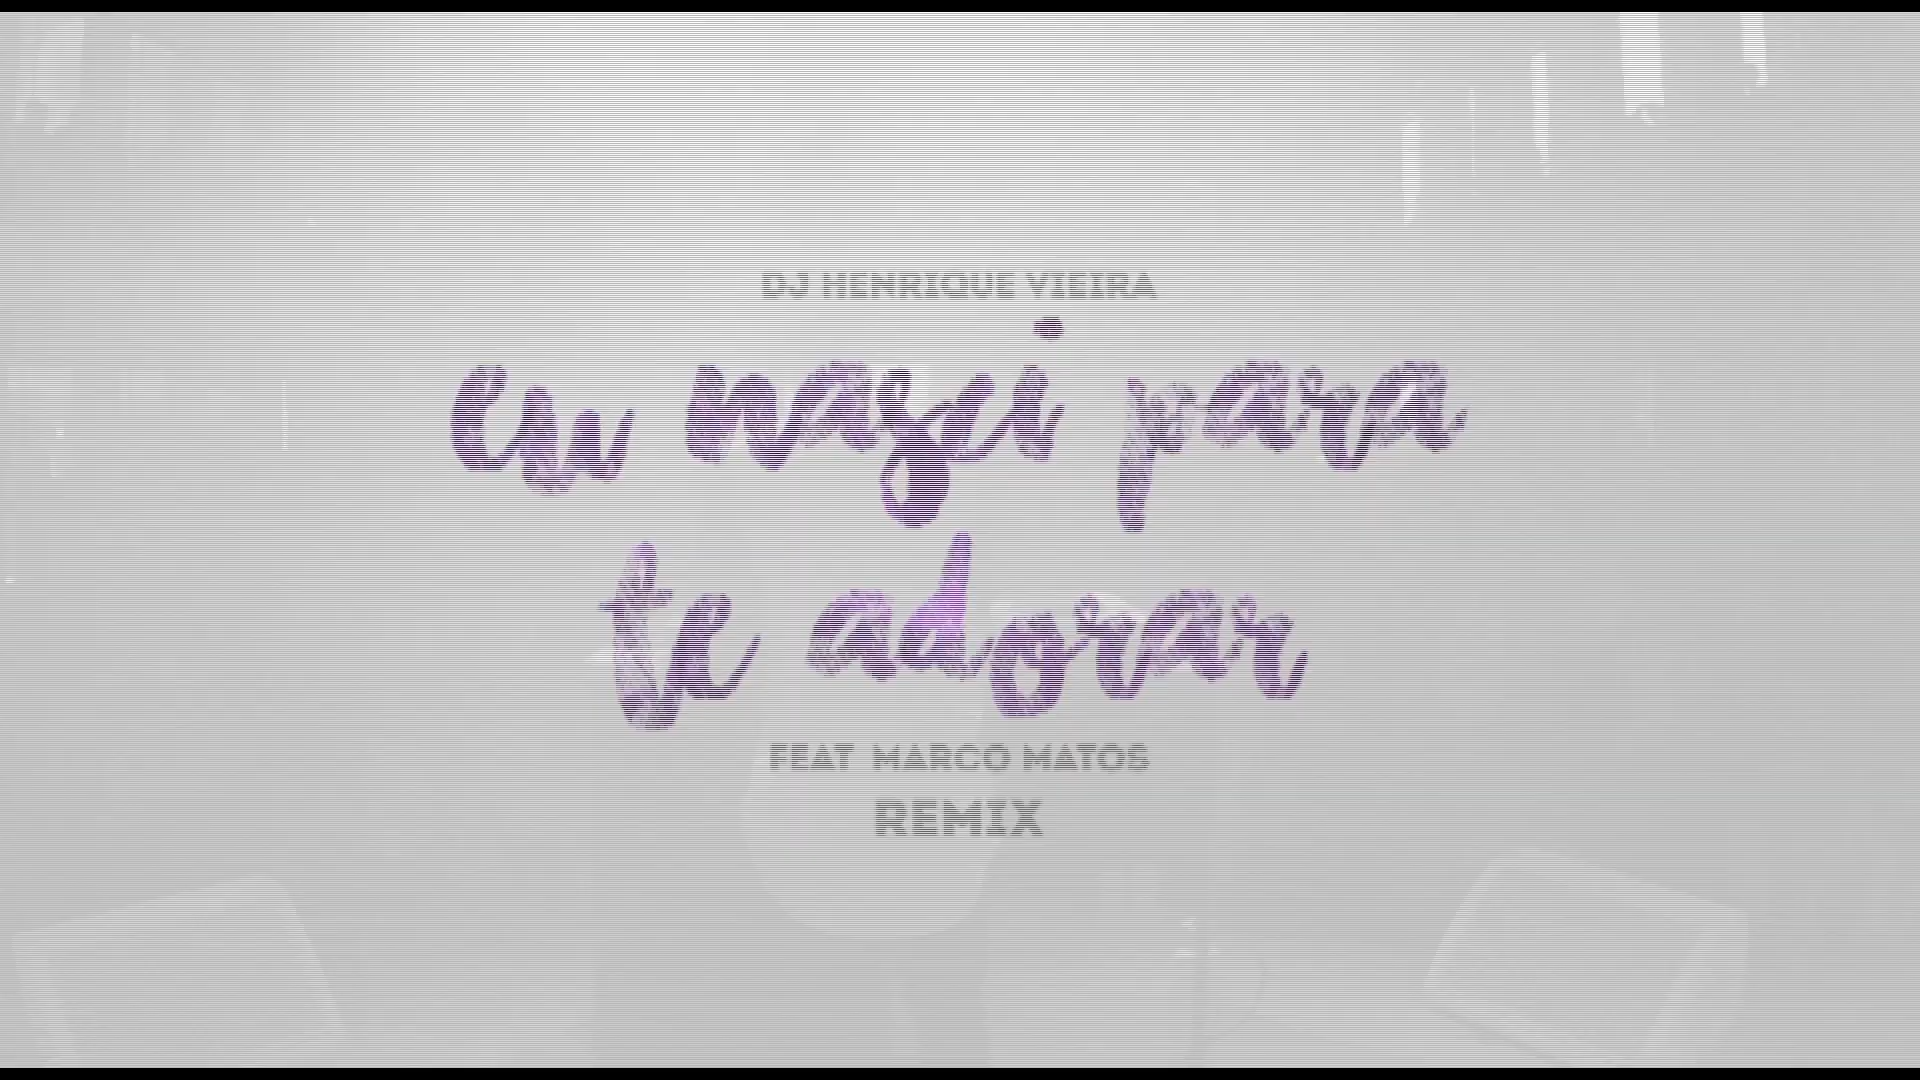 DJ HENRIQUE VIEIRA
eu nasci para
te adorar
FEAT MARCO MATOS
REMIX